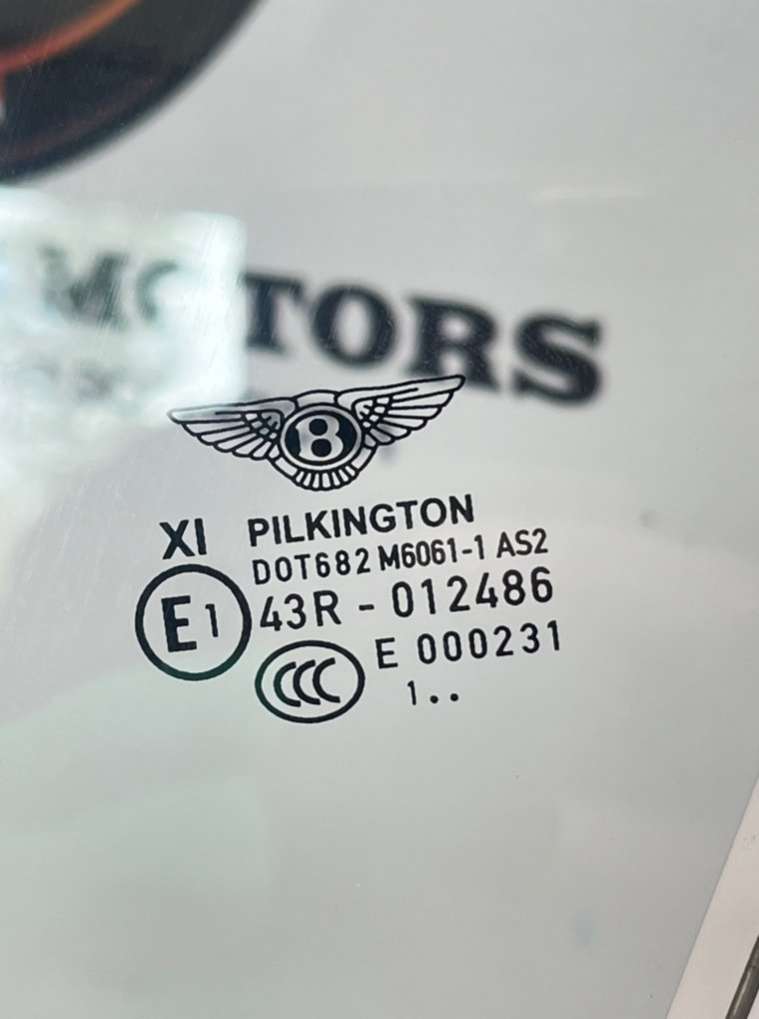 MOTORS
B
XI PILKINGTON
DOT682 M6061-1 AS2
E1 43R - 012486
CCC E 000231
1..